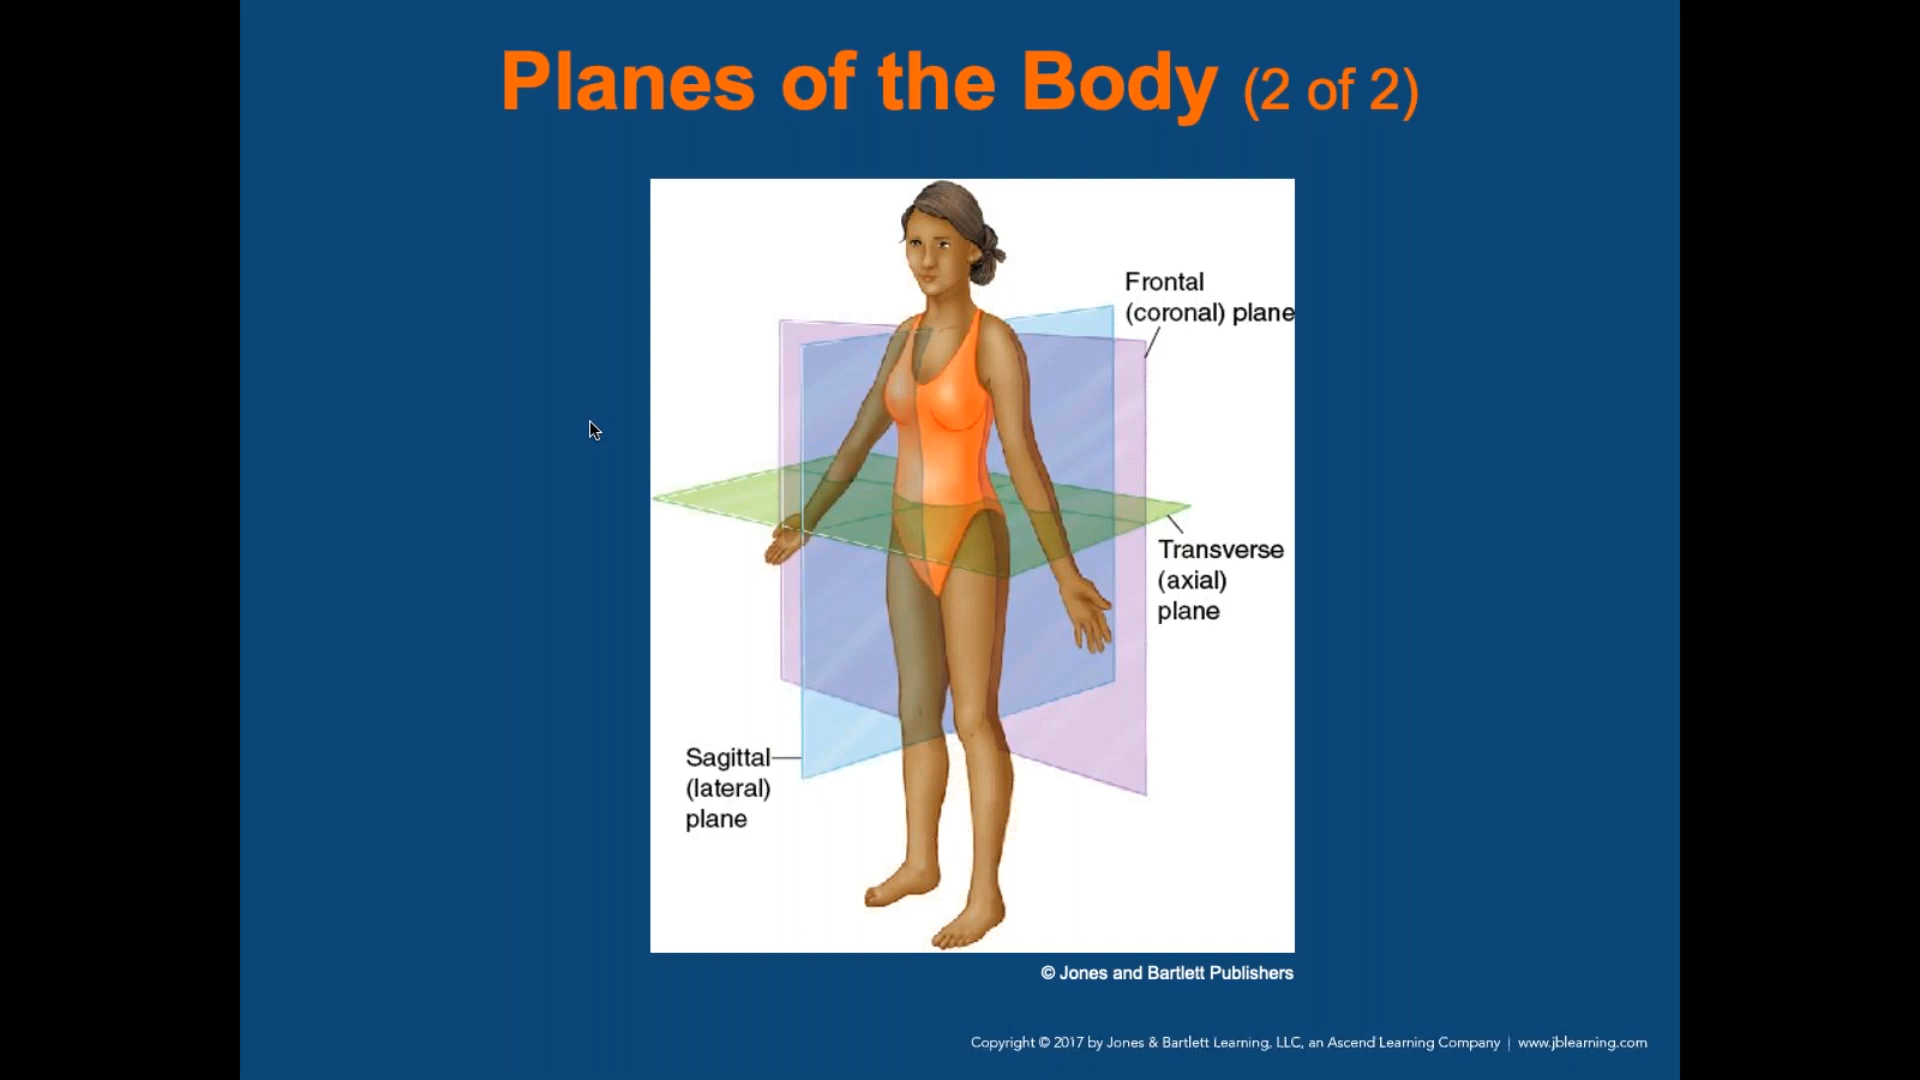 Planes of the Body (2 of 2)
Frontal
(coronal) plane
Transverse
(axial)
plane
Sagittal
(lateral)
plane
© Jones and Bartlett Publishers
Copyright © 2017 by Jones & Bartlett Learning, LLC, an Ascend Learning Company | www.jblearning.com